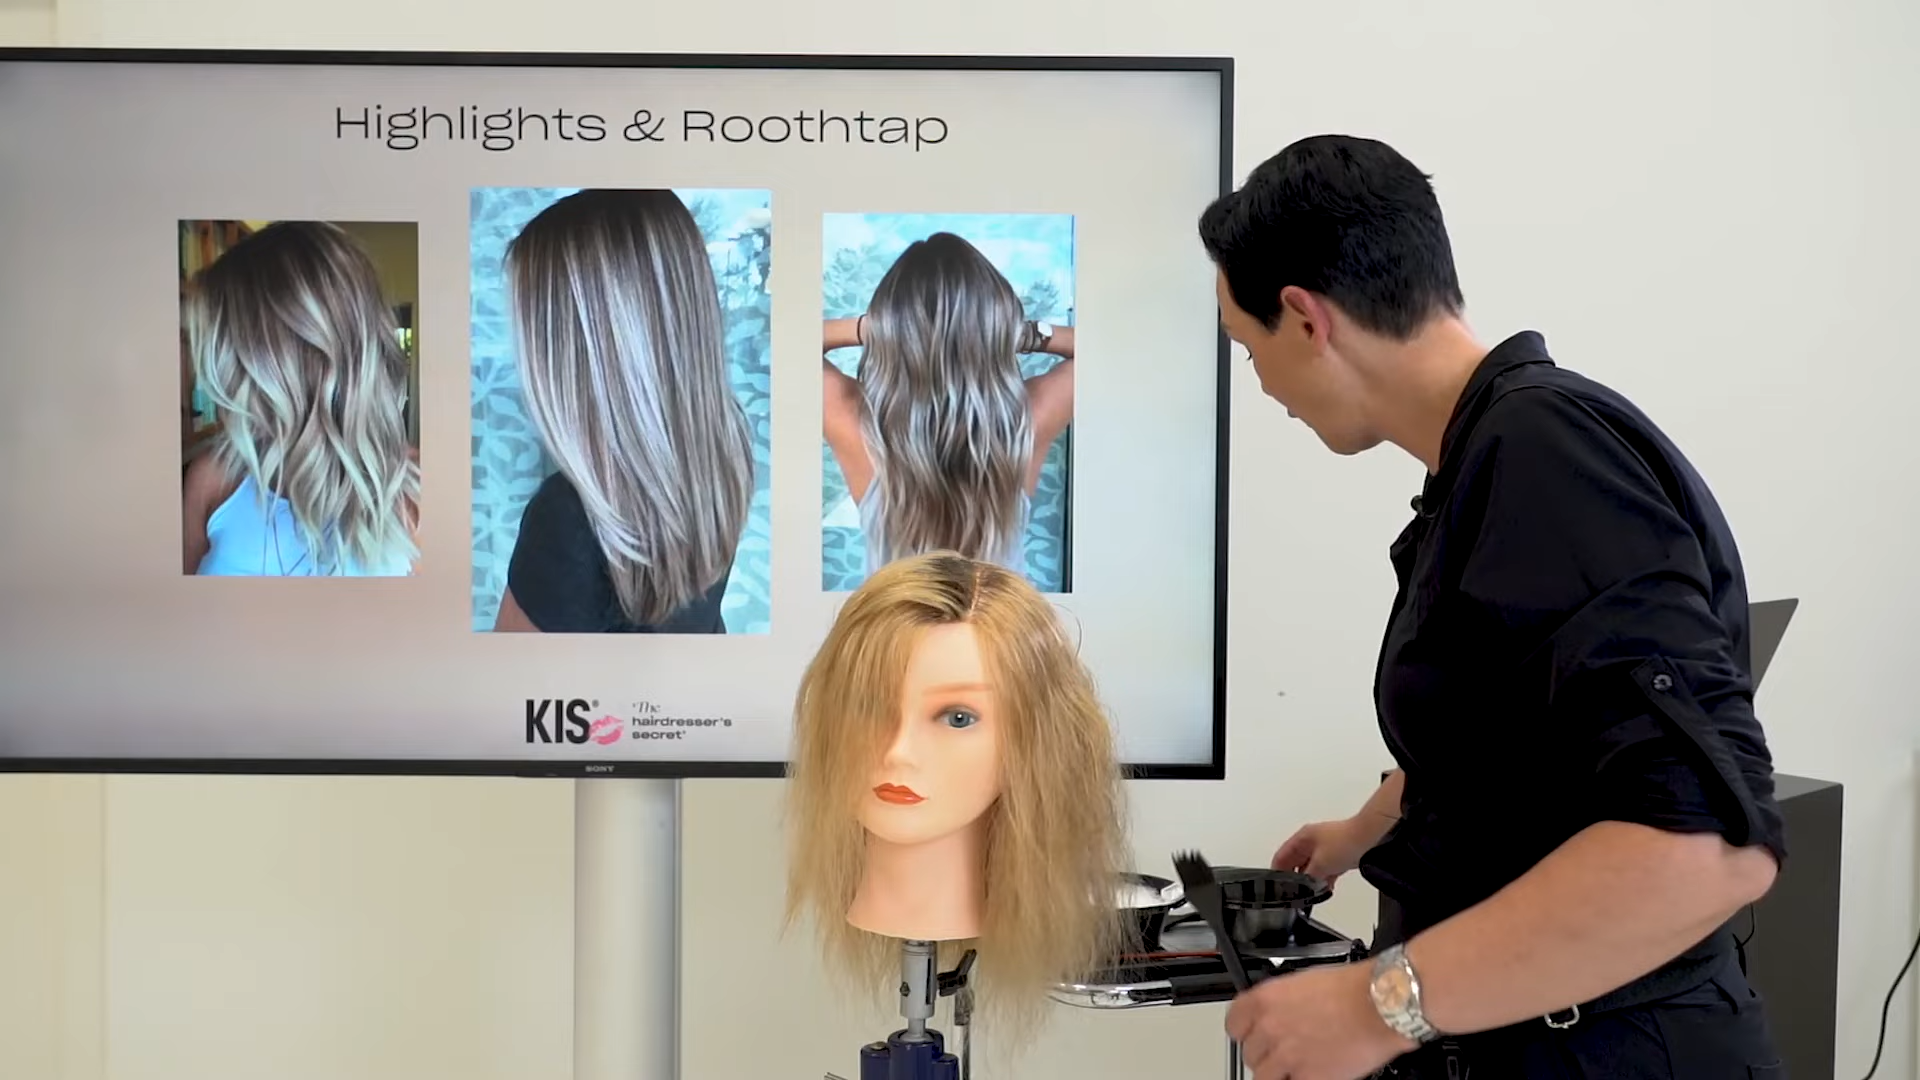 Highlights & Roothtap
KIS® 'The
hairdresser's
secret'
SONY